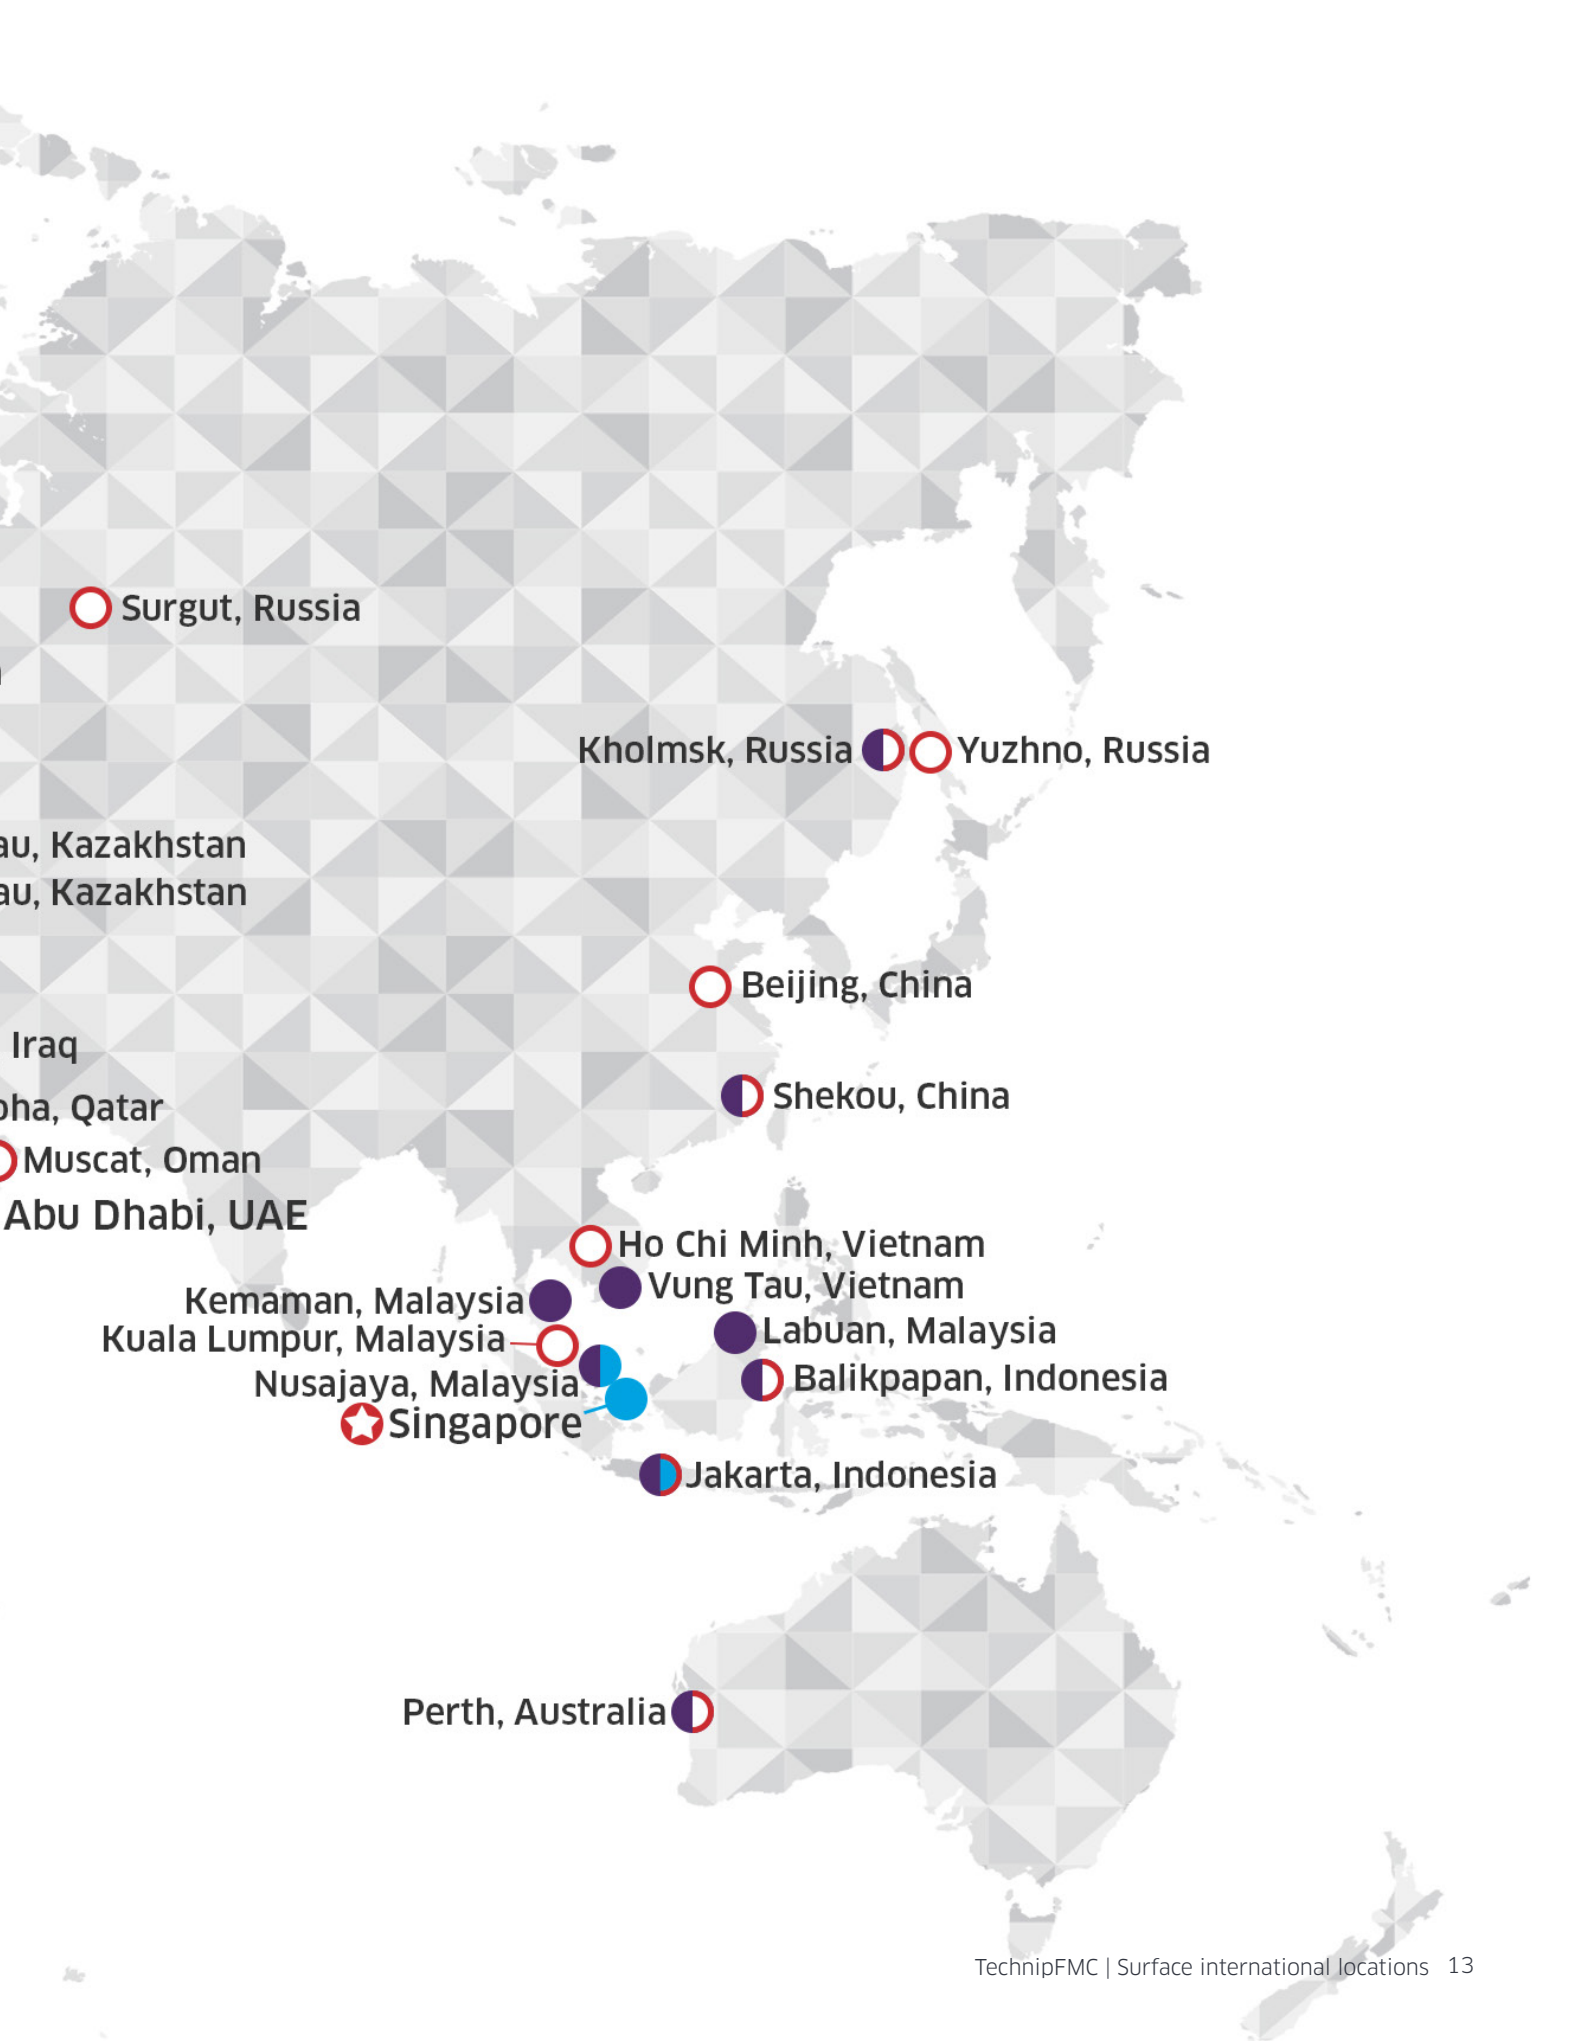 Surgut, Russia
Kholmsk, Russia
Yuzhno, Russia
au, Kazakhstan
au, Kazakhstan
Beijing, China
Iraq
Shekou, China
oha, Qatar
Muscat, Oman
Abu Dhabi, UAE
Ho Chi Minh, Vietnam
Vung Tau, Vietnam
Kemaman, Malaysia
Labuan, Malaysia
Kuala Lumpur, Malaysia
Balikpapan, Indonesia
Nusajaya, Malaysia
Singapore
Jakarta, Indonesia
Perth, Australia
TechnipFMC | Surface international locations 13